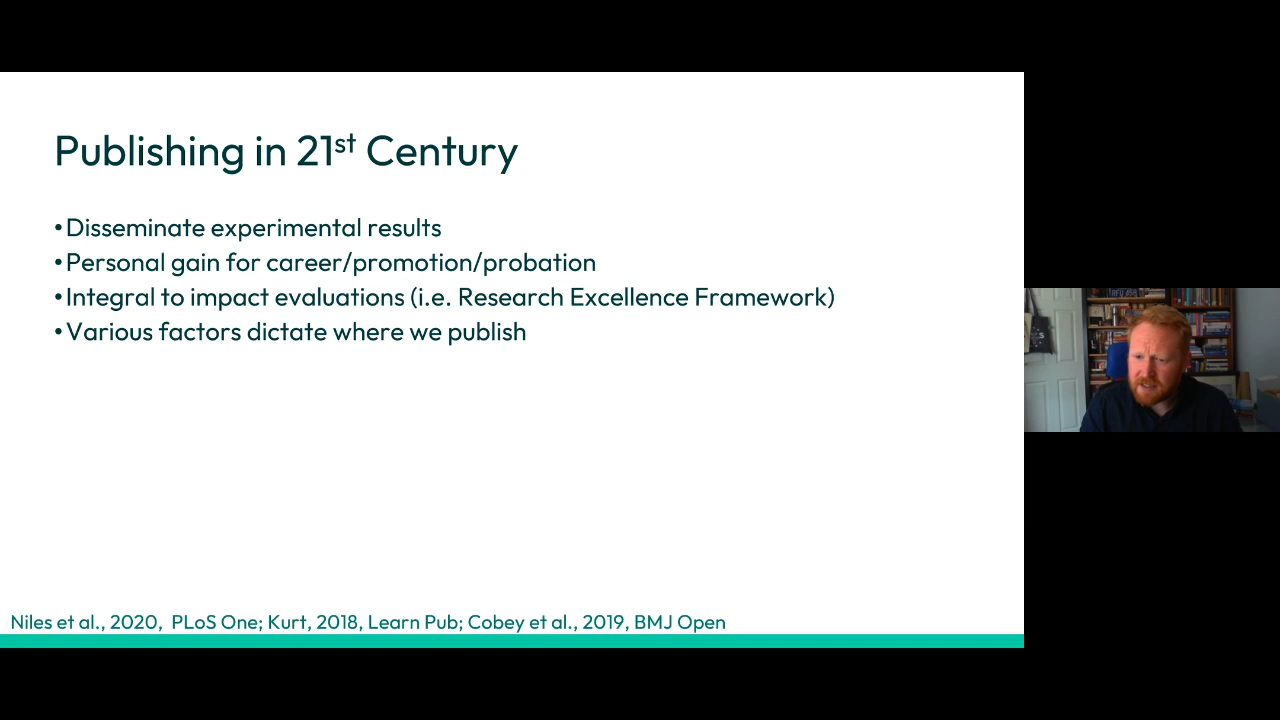 Publishing in 21st Century
•Disseminate experimental results
•Personal gain for career/promotion/probation
•Integral to impact evaluations (i.e. Research Excellence Framework)
•Various factors dictate where we publish
Niles et al., 2020,  PLoS One; Kurt, 2018, Learn Pub; Cobey et al., 2019, BMJ Open